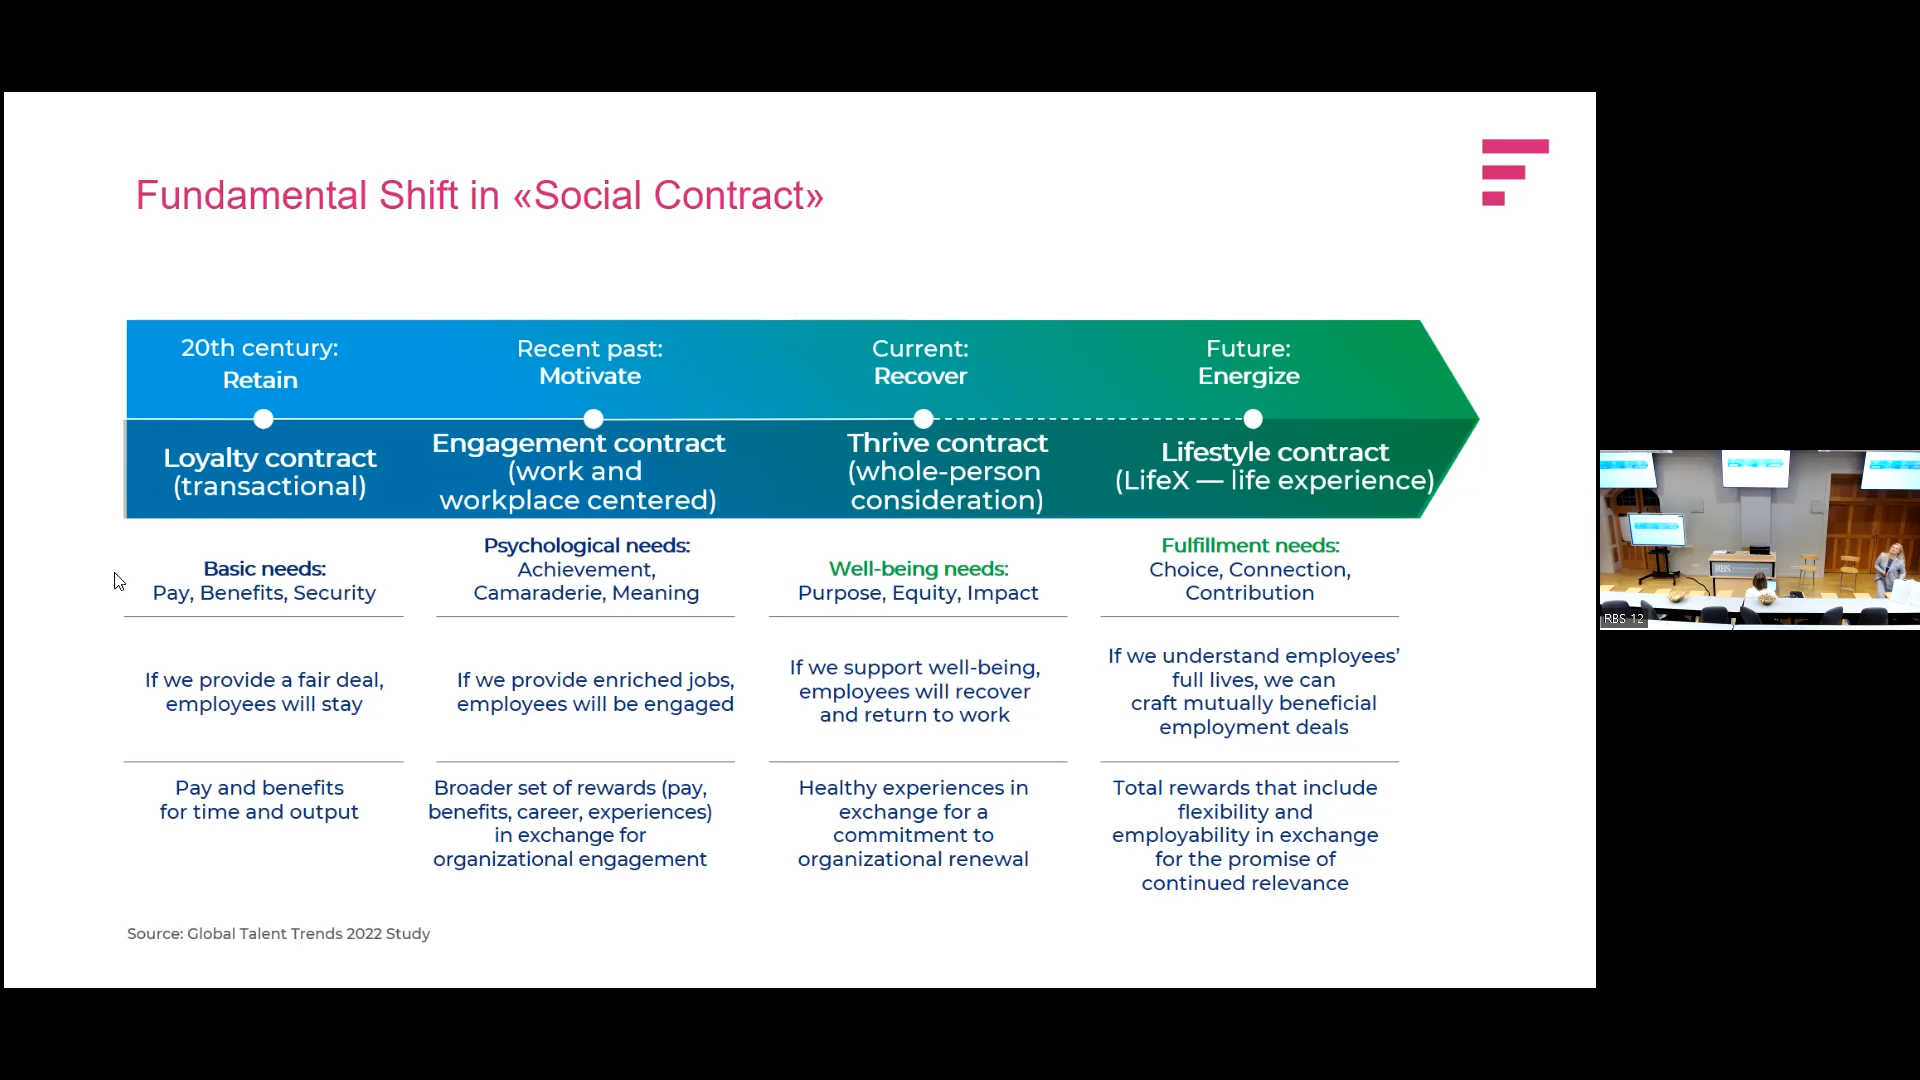 Fundamental Shift in «Social Contract»
20th century:
Retain
Recent past:
Motivate
Current:
Recover
Future:
Energize
Loyalty contract
(transactional)
Engagement contract
(work and
workplace centered)
Thrive contract
(whole-person
consideration)
Lifestyle contract
(LifeX — life experience)
Basic needs:
Pay, Benefits, Security
Psychological needs:
Achievement,
Camaraderie, Meaning
Well-being needs:
Purpose, Equity, Impact
Fulfillment needs:
Choice, Connection,
Contribution
If we provide a fair deal,
employees will stay
If we provide enriched jobs,
employees will be engaged
If we support well-being,
employees will recover
and return to work
If we understand employees’
full lives, we can
craft mutually beneficial
employment deals
Pay and benefits
for time and output
Broader set of rewards (pay,
benefits, career, experiences)
in exchange for
organizational engagement
Healthy experiences in
exchange for a
commitment to
organizational renewal
Total rewards that include
flexibility and
employability in exchange
for the promise of
continued relevance
Source: Global Talent Trends 2022 Study
RBS
RBS 12